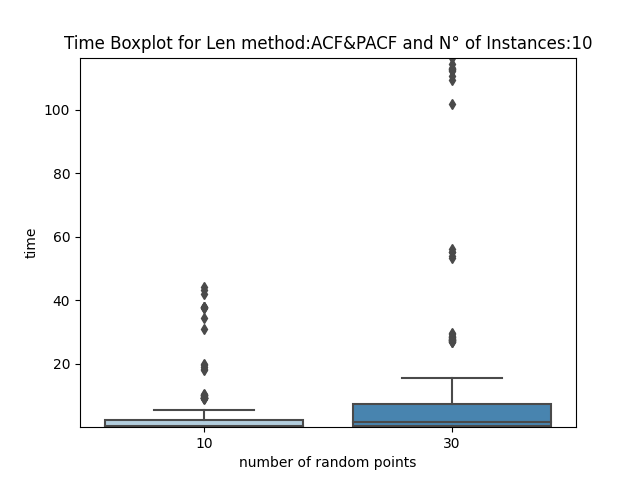 Time Boxplot for Len method:ACF&PACF and N° of Instances:10
100
80
60
40
20
time
10 30
number of random points